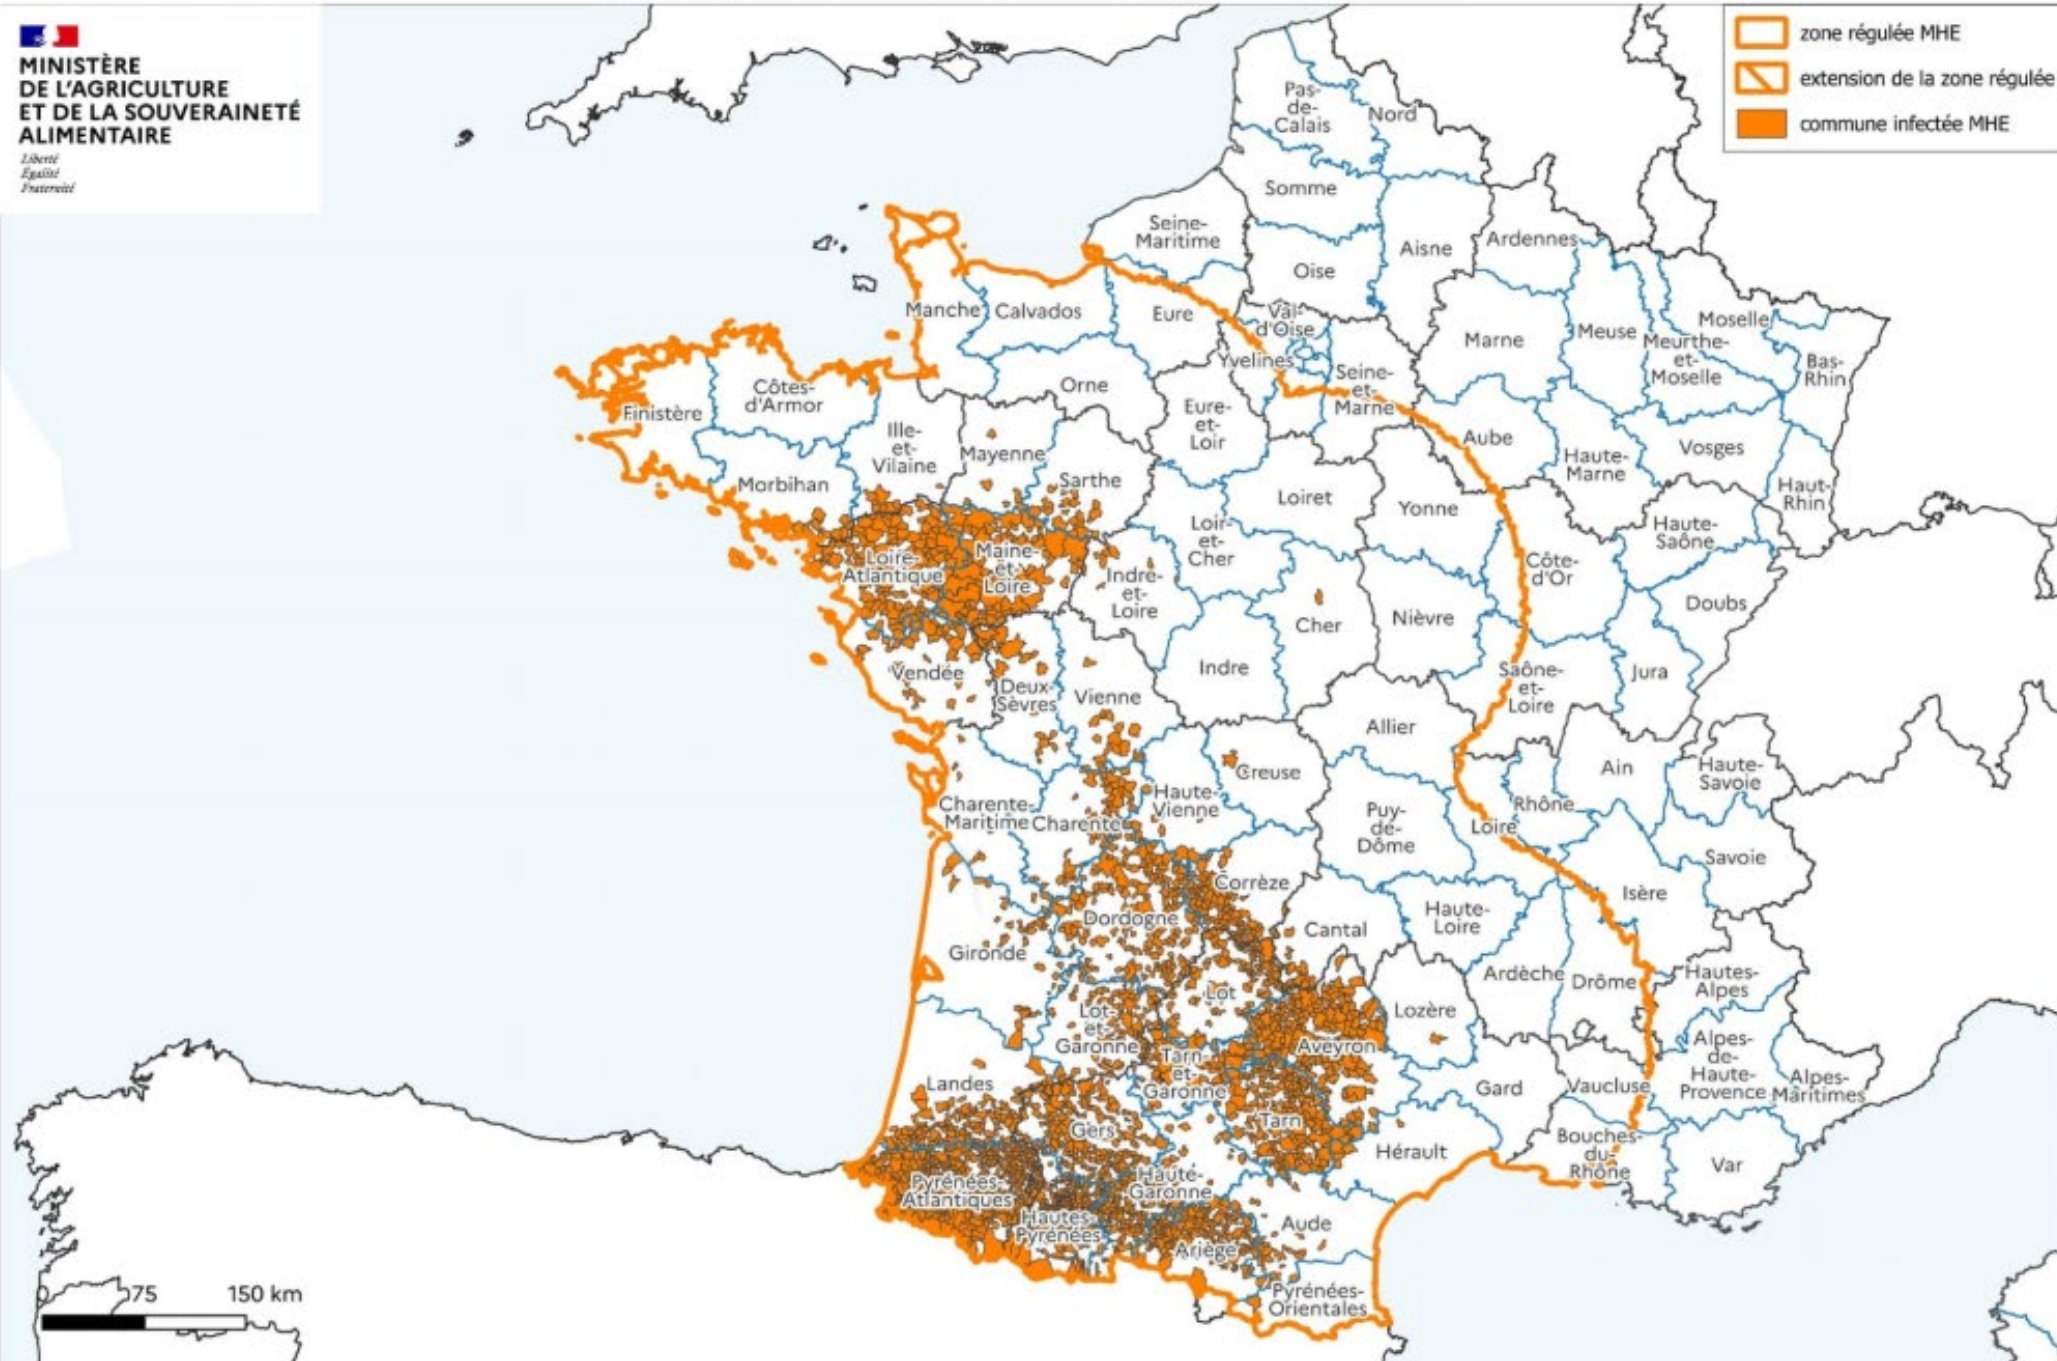 MINISTÈRE
DE L'AGRICULTURE
ET DE LA SOUVERAINETÉ
ALIMENTAIRE
Liberté
Égalité
Fraternité
zone régulée MHE
extension de la zone régulée
commune infectée MHE
Pas-
de-
Calais
Nord
Somme
Seine-
Maritime
Oise
Aisne
Ardennes
Manche
Calvados
Eure
Val-
d'Oise
Yvelines
Seine-
et-
Marne
Marne
Meuse
Meurthe-
et-
Moselle
Moselle
Bas-
Rhin
Finistère
Côtes-
d'Armor
Orne
Eure-
et-
Loir
Aube
Haute-
Marne
Vosges
Haut-
Rhin
Ille-
et-
Vilaine
Mayenne
Sarthe
Morbihan
Loiret
Yonne
Loir-
et-
Cher
Haute-
Saône
Loire-
Atlantique
Maine-
et-
Loire
Indre-
et-
Loire
Côte-
d'Or
Doubs
Cher
Nièvre
Vendée
Deux-
Sèvres
Vienne
Indre
Saône-
et-
Loire
Jura
Allier
Charente-
Maritime
Charente
Haute-
Vienne
Creuse
Puy-
de-
Dôme
Loire
Rhône
Ain
Haute-
Savoie
Savoie
Corrèze
Dordogne
Cantal
Haute-
Loire
Isère
Gironde
Lot
Lozère
Ardèche
Drôme
Hautes-
Alpes
Lot-
et-
Garonne
Tarn-
et-
Garonne
Aveyron
Gard
Vaucluse
Alpes-
de-
Haute-
Provence
Alpes-
Maritimes
Landes
Gers
Tarn
Hérault
Bouches-
du-
Rhône
Var
Pyrénées-
Atlantiques
Hautes-
Pyrénées
Haute-
Garonne
Ariège
Aude
Pyrénées-
Orientales
0 75 150 km